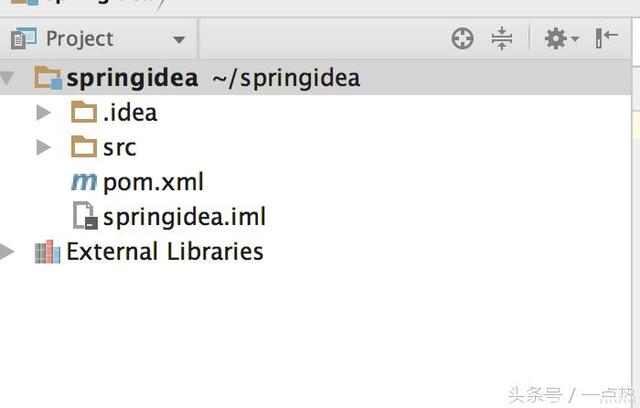 Project
springidea ~/springidea
.idea
src
pom.xml
springidea.iml
External Libraries
头条号 / 一点热